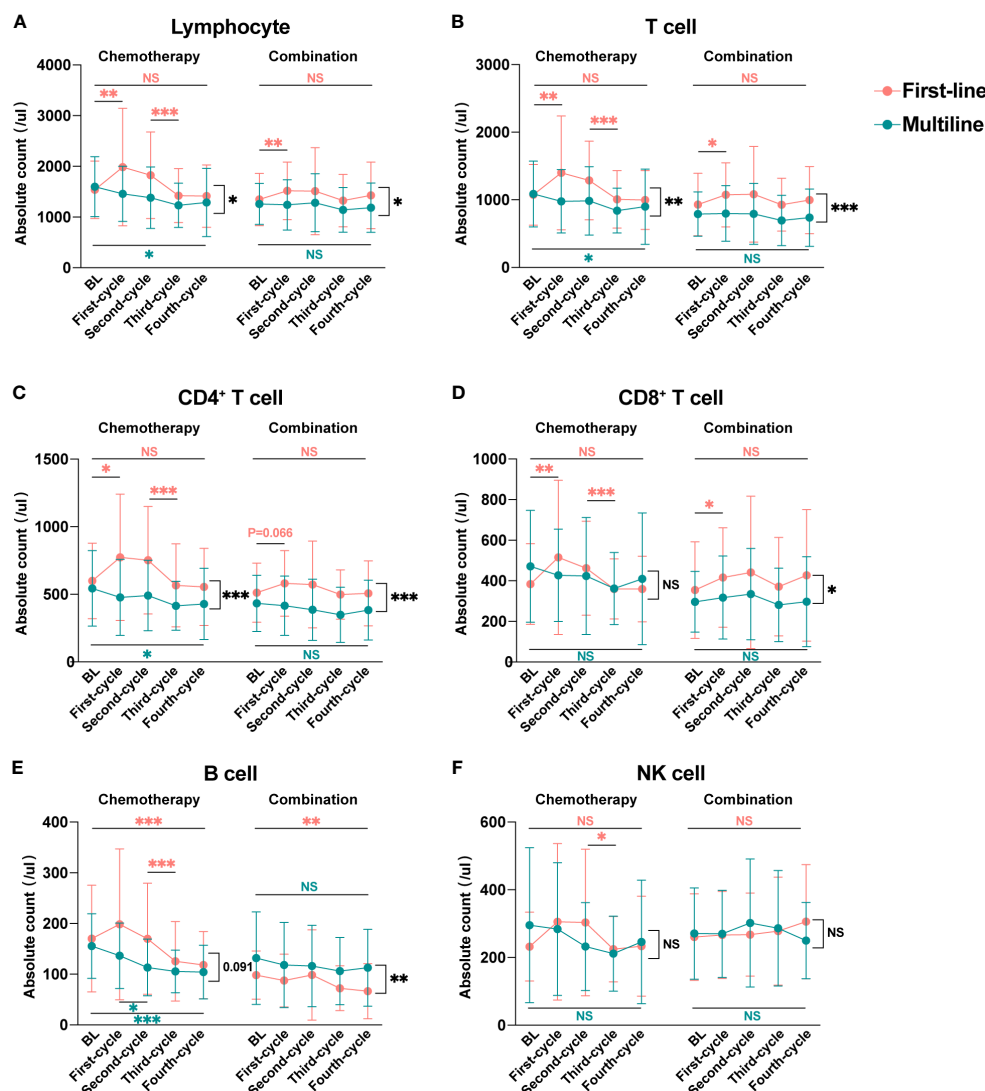 A
Lymphocyte
Chemotherapy
Combination
4000
3000
2000
1000
0
Absolute count (/ul)
NS
NS
**
***
**
*
*
*
NS
BL
First-cycle
Second-cycle
Third-cycle
Fourth-cycle
BL
First-cycle
Second-cycle
Third-cycle
Fourth-cycle
B
T cell
Chemotherapy
Combination
3000
2000
1000
0
Absolute count (/ul)
NS
NS
**
***
*
**
***
*
NS
BL
First-cycle
Second-cycle
Third-cycle
Fourth-cycle
BL
First-cycle
Second-cycle
Third-cycle
Fourth-cycle
First-line
Multiline
C
CD4+ T cell
Chemotherapy
Combination
1500
1000
500
0
Absolute count (/ul)
NS
NS
*
***
P=0.066
***
***
*
NS
BL
First-cycle
Second-cycle
Third-cycle
Fourth-cycle
BL
First-cycle
Second-cycle
Third-cycle
Fourth-cycle
D
CD8+ T cell
Chemotherapy
Combination
1000
800
600
400
200
0
Absolute count (/ul)
NS
NS
**
***
*
NS
*
NS
NS
BL
First-cycle
Second-cycle
Third-cycle
Fourth-cycle
BL
First-cycle
Second-cycle
Third-cycle
Fourth-cycle
E
B cell
Chemotherapy
Combination
400
300
200
100
0
Absolute count (/ul)
***
**
***
NS
0.091
**
*
***
BL
First-cycle
Second-cycle
Third-cycle
Fourth-cycle
BL
First-cycle
Second-cycle
Third-cycle
Fourth-cycle
F
NK cell
Chemotherapy
Combination
600
400
200
0
Absolute count (/ul)
NS
NS
*
NS
NS
NS
NS
BL
First-cycle
Second-cycle
Third-cycle
Fourth-cycle
BL
First-cycle
Second-cycle
Third-cycle
Fourth-cycle